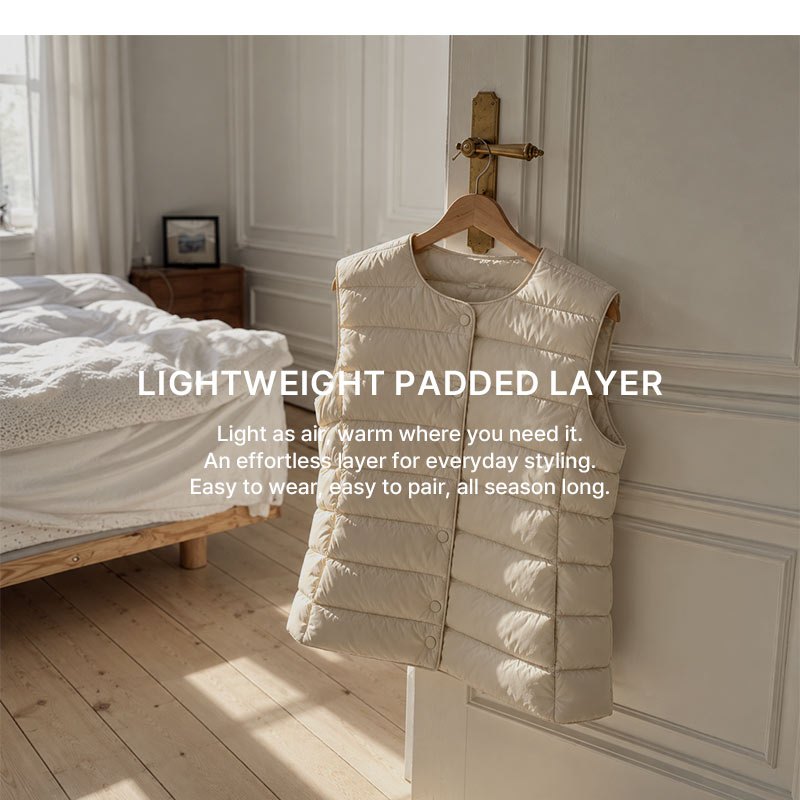 LIGHTWEIGHT PADDED LAYER
Light as air, warm where you need it.
An effortless layer for everyday styling.
Easy to wear, easy to pair, all season long.